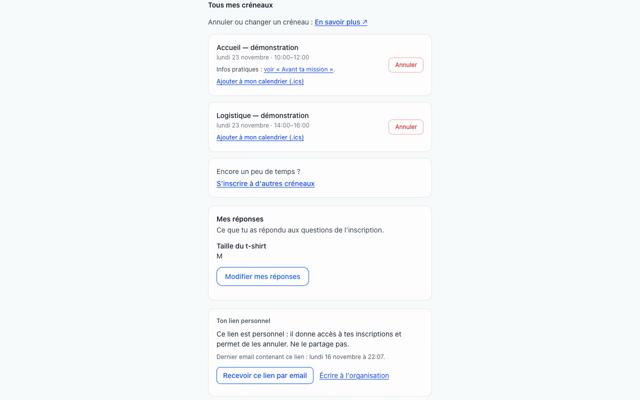 Tous mes créneaux
Annuler ou changer un créneau : En savoir plus ↗
Accueil — démonstration
lundi 23 novembre · 10:00–12:00
Infos pratiques : voir « Avant ta mission ».
Ajouter à mon calendrier (.ics)
Annuler
Logistique — démonstration
lundi 23 novembre · 14:00–16:00
Ajouter à mon calendrier (.ics)
Annuler
Encore un peu de temps ?
S'inscrire à d'autres créneaux
Mes réponses
Ce que tu as répondu aux questions de l'inscription.
Taille du t-shirt
M
Modifier mes réponses
Ton lien personnel
Ce lien est personnel : il donne accès à tes inscriptions et
permet de les annuler. Ne le partage pas.
Dernier email contenant ce lien : lundi 16 novembre à 22:07.
Recevoir ce lien par email
Écrire à l'organisation